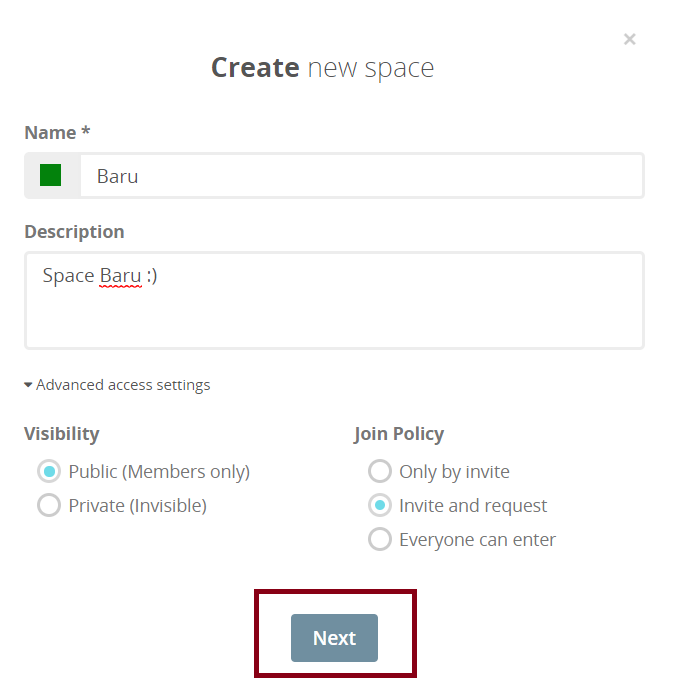 ×
Create new space
Name *
Baru
Description
Space Baru :)
Advanced access settings
Visibility
Public (Members only)
Private (Invisible)
Join Policy
Only by invite
Invite and request
Everyone can enter
Next